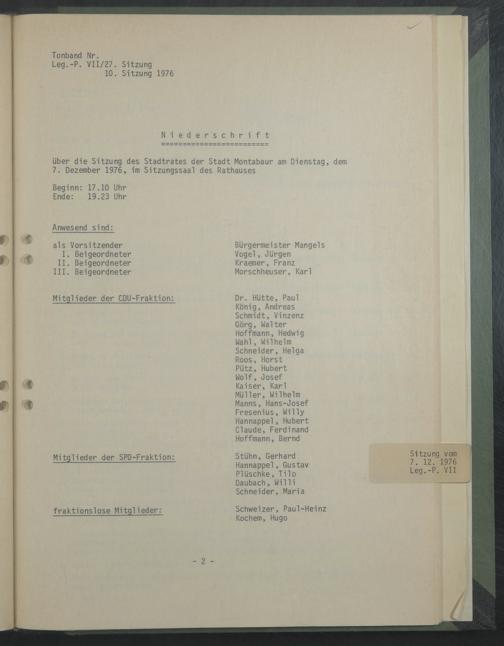 Tonband Nr.
Leg.-P. VII/27. Sitzung
10. Sitzung 1976
N i e d e r s c h r i f t
=========================
über die Sitzung des Stadtrates der Stadt Montabaur am Dienstag, dem
7. Dezember 1976, im Sitzungssaal des Rathauses
Beginn: 17.10 Uhr
Ende: 19.23 Uhr
Anwesend sind:
als Vorsitzender Bürgermeister Mangels
I. Beigeordneter Vogel, Jürgen
II. Beigeordneter Kraemer, Franz
III. Beigeordneter Morschheuser, Karl
Mitglieder der CDU-Fraktion: Dr. Hütte, Paul
König, Andreas
Schmidt, Vinzenz
Görg, Walter
Hoffmann, Hedwig
Wahl, Wilhelm
Schneider, Helga
Roos, Horst
Pütz, Hubert
Wolf, Josef
Kaiser, Karl
Müller, Wilhelm
Manns, Hans-Josef
Fresenius, Willy
Hannappel, Hubert
Claude, Ferdinand
Hoffmann, Bernd
Mitglieder der SPD-Fraktion: Stühn, Gerhard
Hannappel, Gustav
Plüschke, Tilo
Daubach, Willi
Schneider, Maria
fraktionslose Mitglieder: Schweizer, Paul-Heinz
Kochem, Hugo
- 2 -
Sitzung vom
7. 12. 1976
Leg.-P. VII